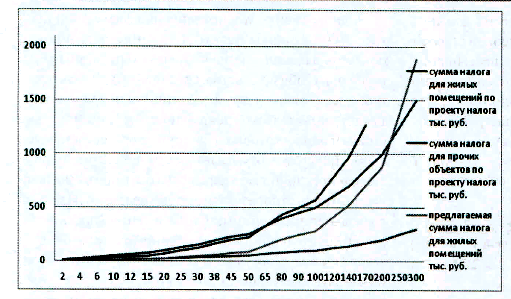 2000
1500
1000
500
0
2 4 6 10 12 15 20 25 30 38 45 50 65 80 90 100120140170200250300
сумма налога
для жилых
помещений по
проекту налога
тыс. руб.
сумма налога
для прочих
объектов по
проекту налога
тыс. руб.
предлагаемая
сумма налога
для жилых
помещений
тыс. руб.